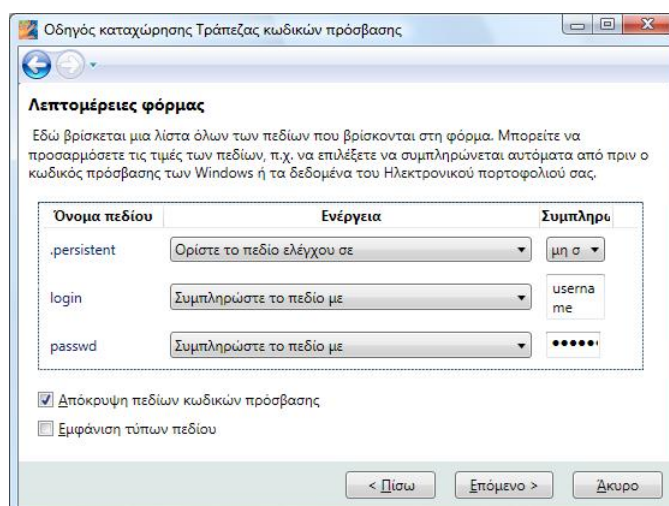 Οδηγός καταχώρησης Τράπεζας κωδικών πρόσβασης
Λεπτομέρειες φόρμας
Εδώ βρίσκεται μια λίστα όλων των πεδίων που βρίσκονται στη φόρμα. Μπορείτε να
προσαρμόσετε τις τιμές των πεδίων, π.χ. να επιλέξετε να συμπληρώνεται αυτόματα από πριν ο
κωδικός πρόσβασης των Windows ή τα δεδομένα του Ηλεκτρονικού πορτοφολιού σας.
Όνομα πεδίου Ενέργεια Συμπληρω
.persistent Ορίστε το πεδίο ελέγχου σε μη σ
login Συμπληρώστε το πεδίο με userna
me
passwd Συμπληρώστε το πεδίο με ••••••
Απόκρυψη πεδίων κωδικών πρόσβασης
Εμφάνιση τύπων πεδίου
< Πίσω Επόμενο > Άκυρο